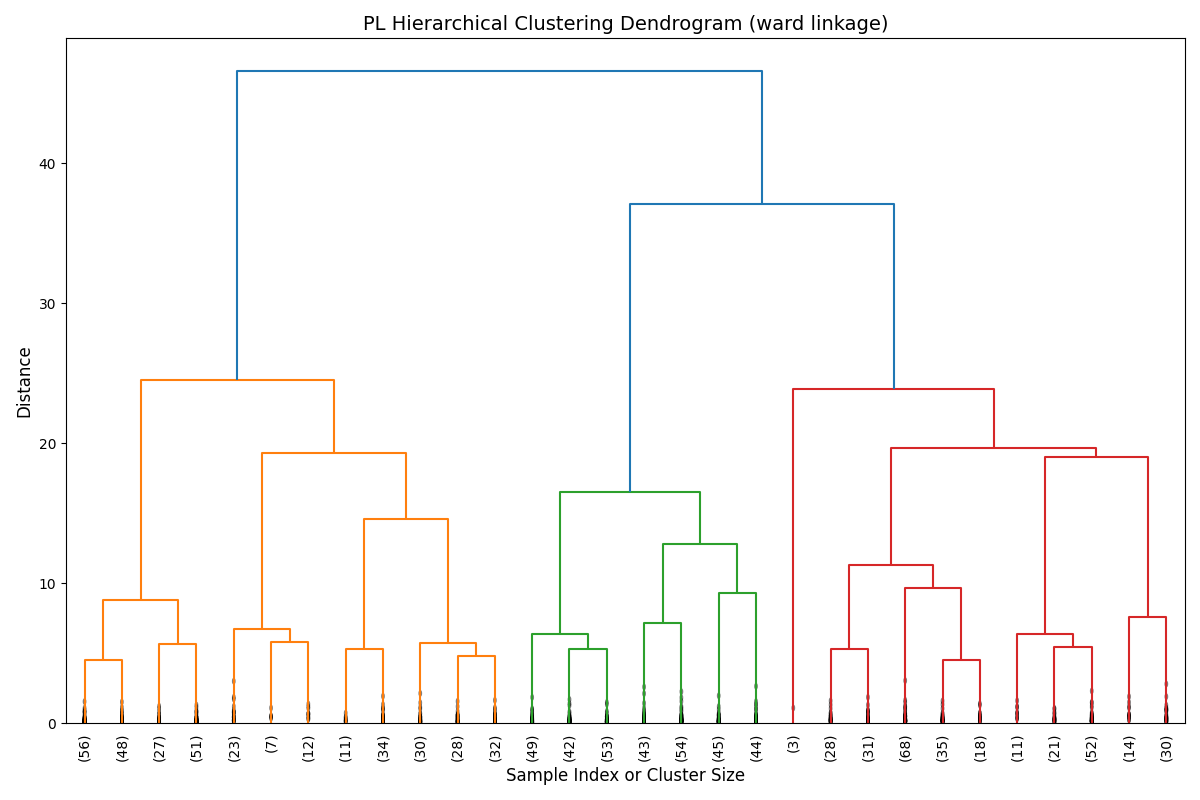 PL Hierarchical Clustering Dendrogram (ward linkage)
Distance
40
30
20
10
0
(56) (48) (27) (51) (23) (7) (12) (11) (34) (30) (28) (32) (49) (42) (53) (43) (54) (45) (44) (3) (28) (31) (68) (35) (18) (11) (21) (52) (14) (30)
Sample Index or Cluster Size